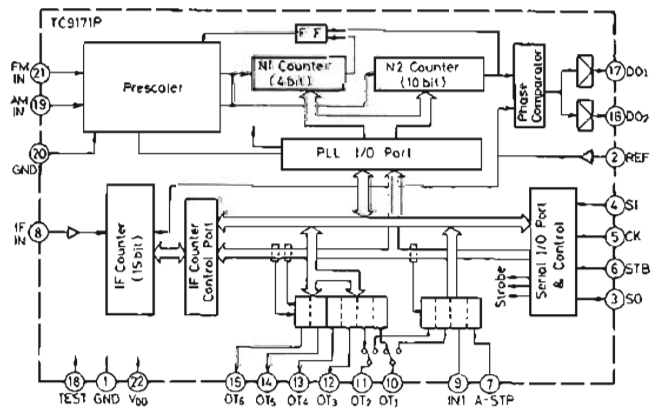 TC9171P
F F
FM
IN
21
AM
IN
19
Prescaler
N1 Counter
(4bit)
N2 Counter
(10bit)
Phase
Comparator
17
DO1
16
DO2
20
GND
PLL I/O Port
2
REF
IF
IN
8
IF Counter
(15bit)
IF Counter
Control Port
Serial I/O Port
& Control
Strobe
4
SI
5
CK
6
STB
3
SO
18
1
22
15
14
13
12
11
10
9
7
TEST
GND
VDD
OT6
OT5
OT4
OT3
OT2
OT1
IN1
A-STP